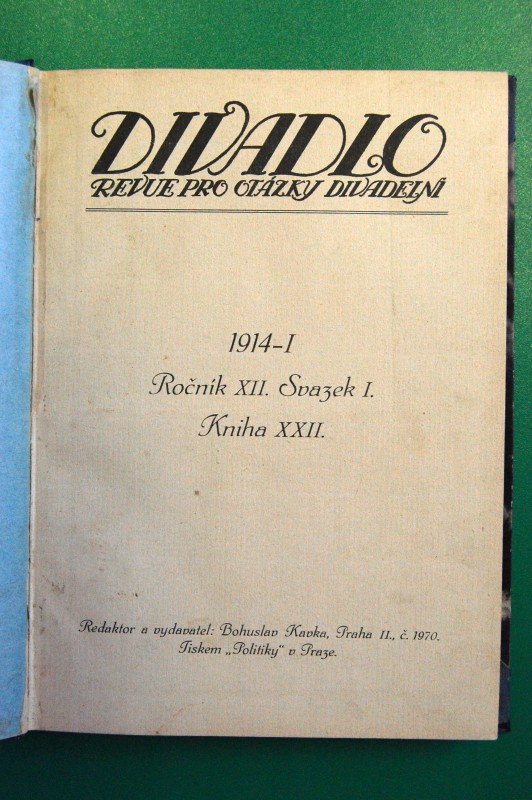 DIVADLO
REVUE PRO OTÁZKY DIVADELNÍ
1914-I
Ročník XII. Svazek I.
Kniha XXII.
Redaktor a vydavatel: Bohuslav Kavka, Praha II., č. 1970.
Tiskem „Politiky“ v Praze.